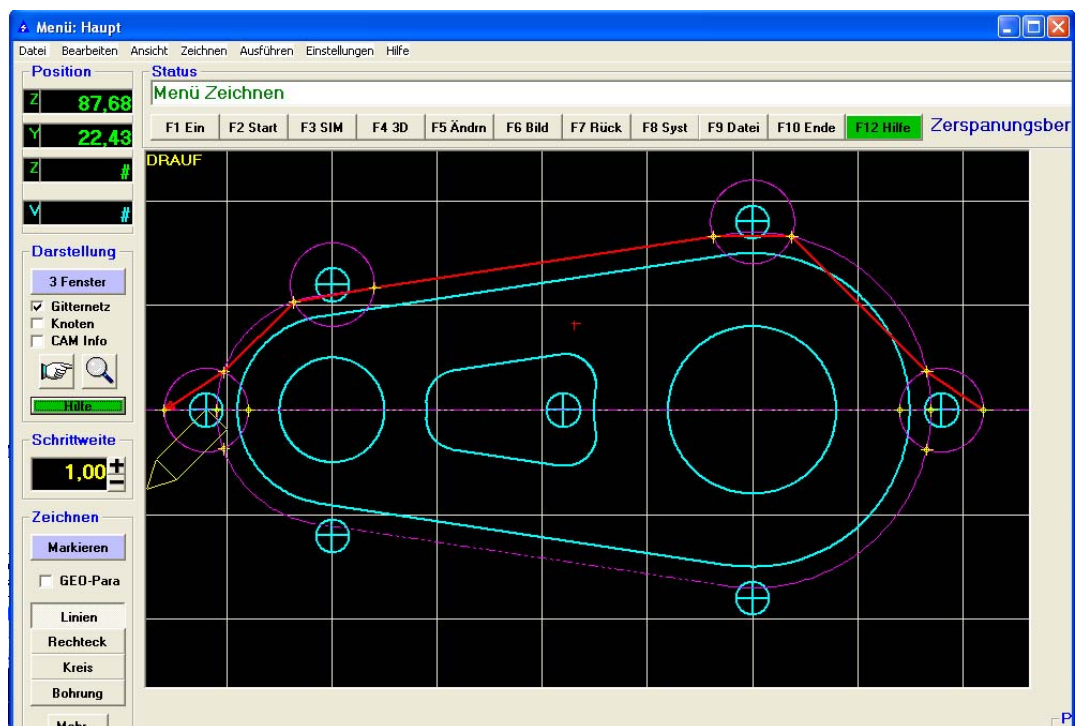 Menü: Haupt
Datei Bearbeiten Ansicht Zeichnen Ausführen Einstellungen Hilfe
Position
Z 87,68
Y 22,43
Z #
V #
Status
Menü Zeichnen
F1 Ein F2 Start F3 SIM F4 3D F5 Ändrn F6 Bild F7 Rück F8 Syst F9 Datei F10 Ende F12 Hilfe Zerspanungsber
DRAUF
Darstellung
3 Fenster
Gitternetz
Knoten
CAM Info
Hilfe
Schrittweite
1,00
Zeichnen
Markieren
GEO-Para
Linien
Rechteck
Kreis
Bohrung
Mehr...
P